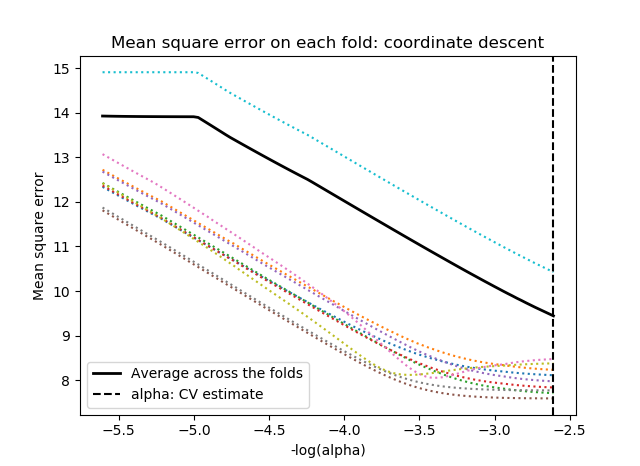 Mean square error on each fold: coordinate descent
15
14
13
12
11
10
9
8
Mean square error
Average across the folds
alpha: CV estimate
−5.5 −5.0 −4.5 −4.0 −3.5 −3.0 −2.5
-log(alpha)